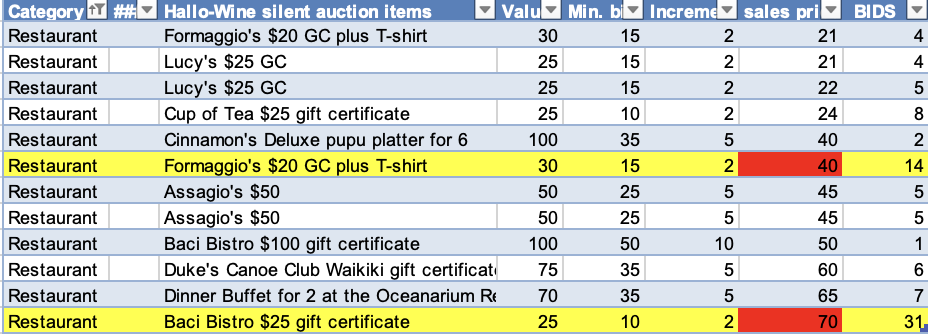 Category ## Hallo-Wine silent auction items Valu Min. bi Increme sales pri BIDS
Restaurant Formaggio's $20 GC plus T-shirt 30 15 2 21 4
Restaurant Lucy's $25 GC 25 15 2 21 4
Restaurant Lucy's $25 GC 25 15 2 22 5
Restaurant Cup of Tea $25 gift certificate 25 10 2 24 8
Restaurant Cinnamon's Deluxe pupu platter for 6 100 35 5 40 2
Restaurant Formaggio's $20 GC plus T-shirt 30 15 2 40 14
Restaurant Assagio's $50 50 25 5 45 5
Restaurant Assagio's $50 50 25 5 45 5
Restaurant Baci Bistro $100 gift certificate 100 50 10 50 1
Restaurant Duke's Canoe Club Waikiki gift certificat 75 35 5 60 6
Restaurant Dinner Buffet for 2 at the Oceanarium Re 70 35 5 65 7
Restaurant Baci Bistro $25 gift certificate 25 10 2 70 31